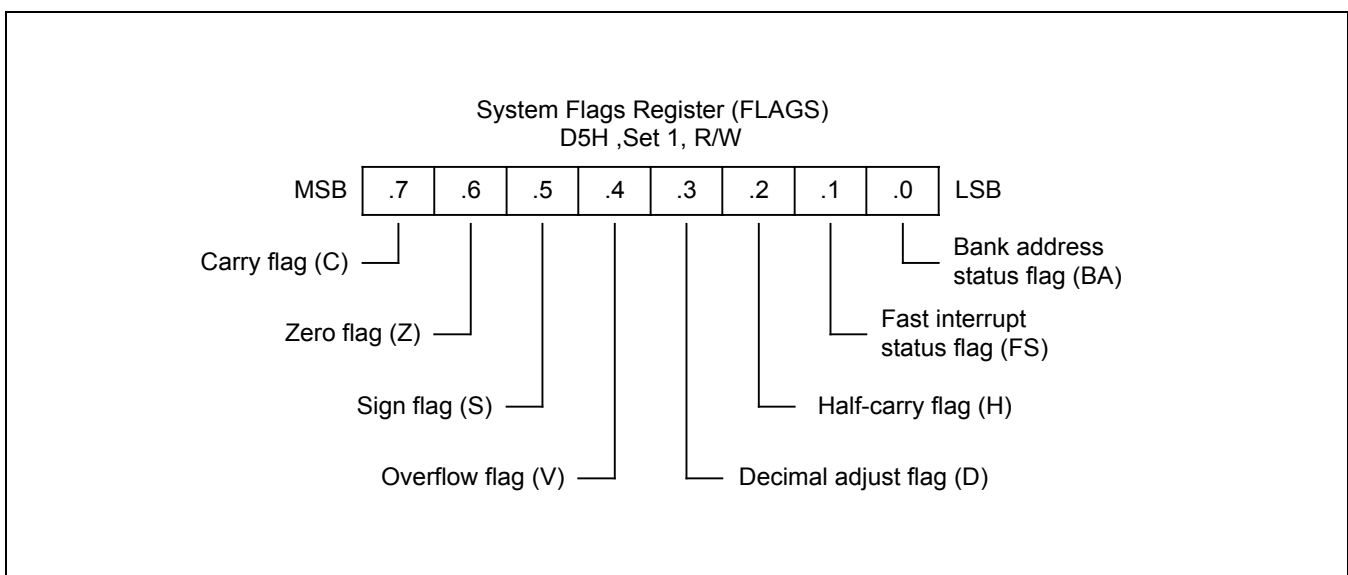 System Flags Register (FLAGS)
D5H ,Set 1, R/W
MSB .7 .6 .5 .4 .3 .2 .1 .0 LSB
Carry flag (C)
Bank address
status flag (BA)
Zero flag (Z)
Fast interrupt
status flag (FS)
Sign flag (S)
Half-carry flag (H)
Overflow flag (V)
Decimal adjust flag (D)